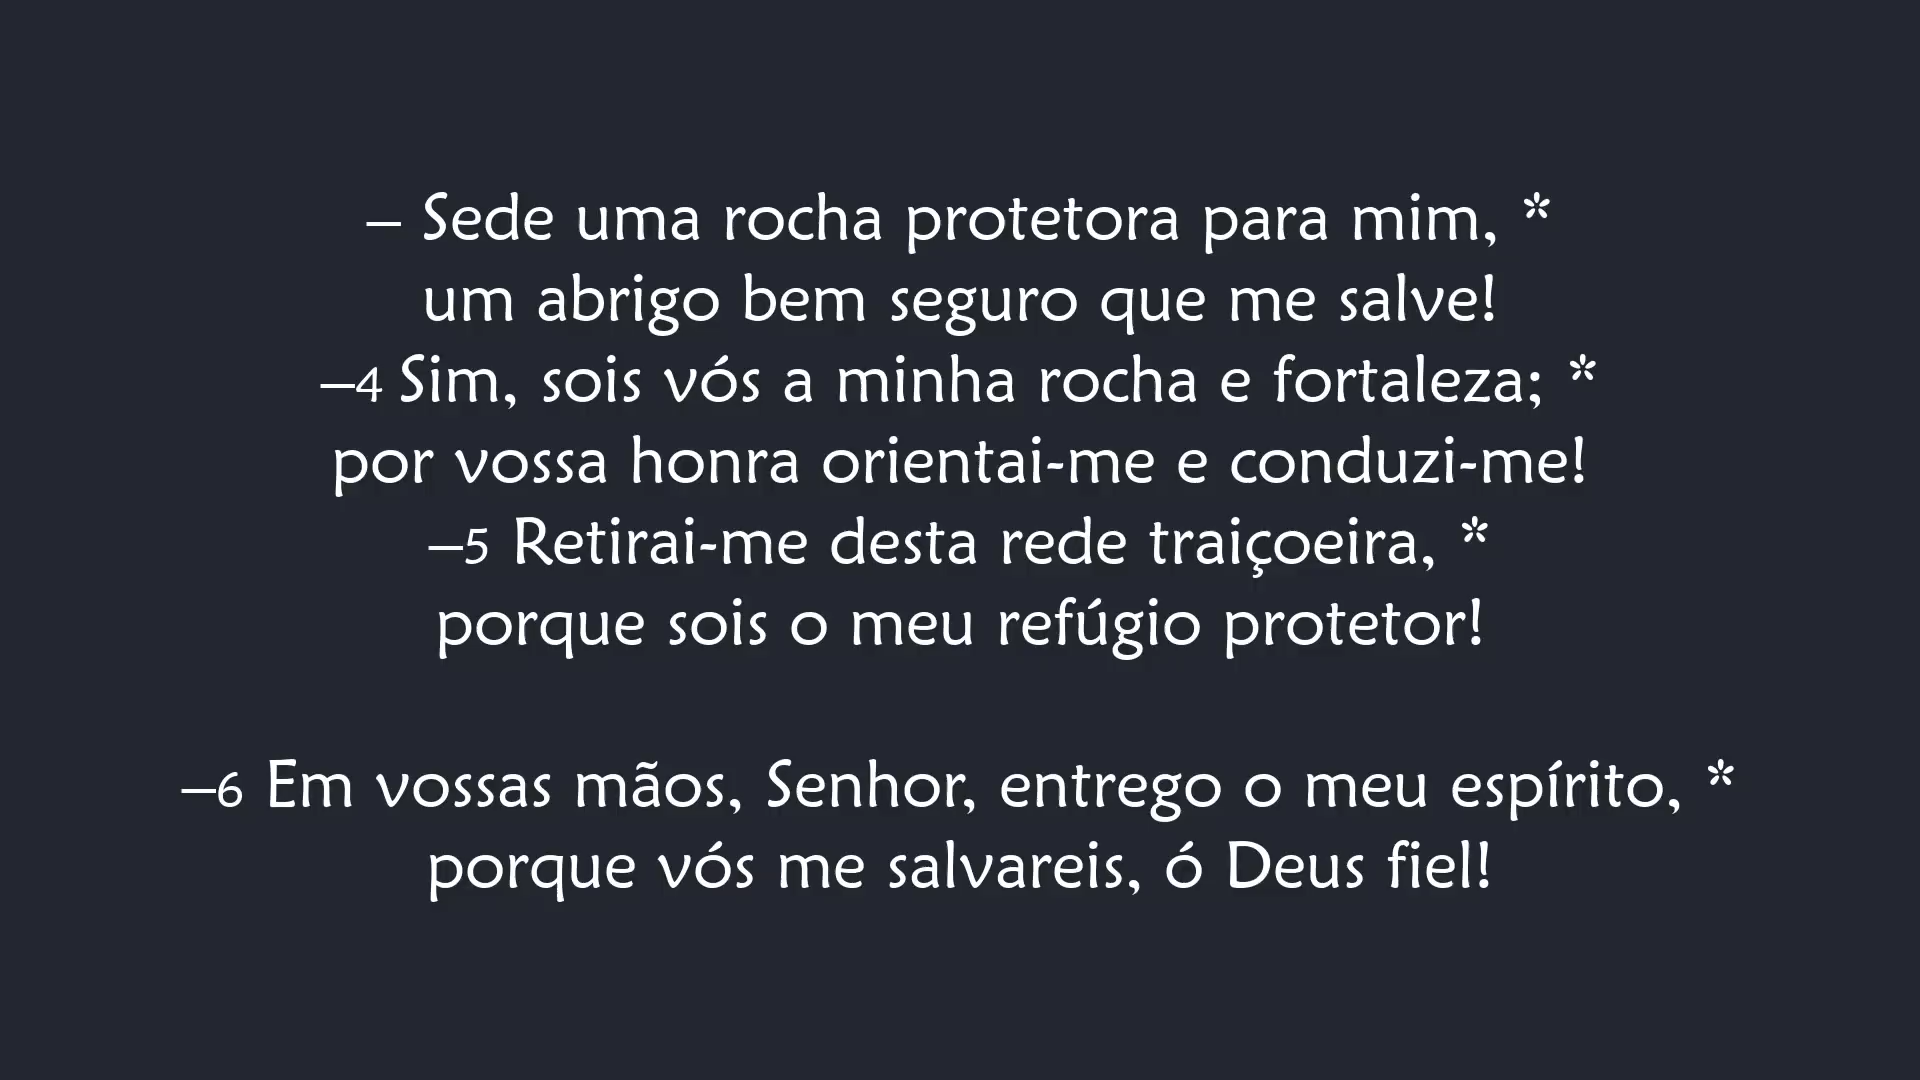 – Sede uma rocha protetora para mim, *
um abrigo bem seguro que me salve!
–4 Sim, sois vós a minha rocha e fortaleza; *
por vossa honra orientai-me e conduzi-me!
–5 Retirai-me desta rede traiçoeira, *
porque sois o meu refúgio protetor!
–6 Em vossas mãos, Senhor, entrego o meu espírito, *
porque vós me salvareis, ó Deus fiel!